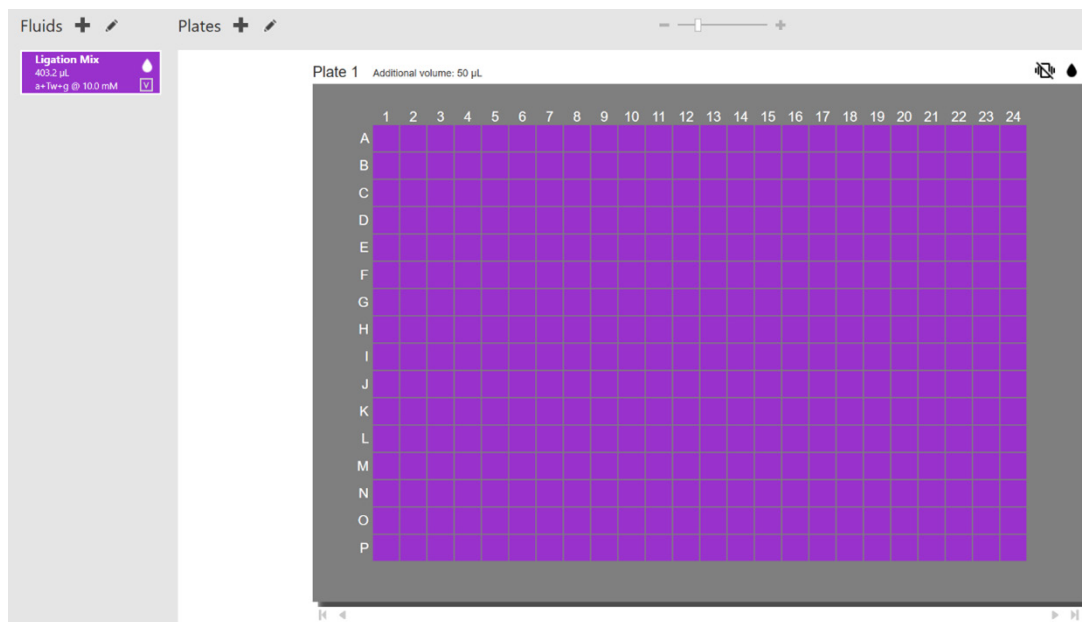 Fluids
Plates
Ligation Mix
403.2 µL
a+Tw+g @ 10.0 mM
V
Plate 1 Additional volume: 50 µL
1 2 3 4 5 6 7 8 9 10 11 12 13 14 15 16 17 18 19 20 21 22 23 24
A
B
C
D
E
F
G
H
I
J
K
L
M
N
O
P